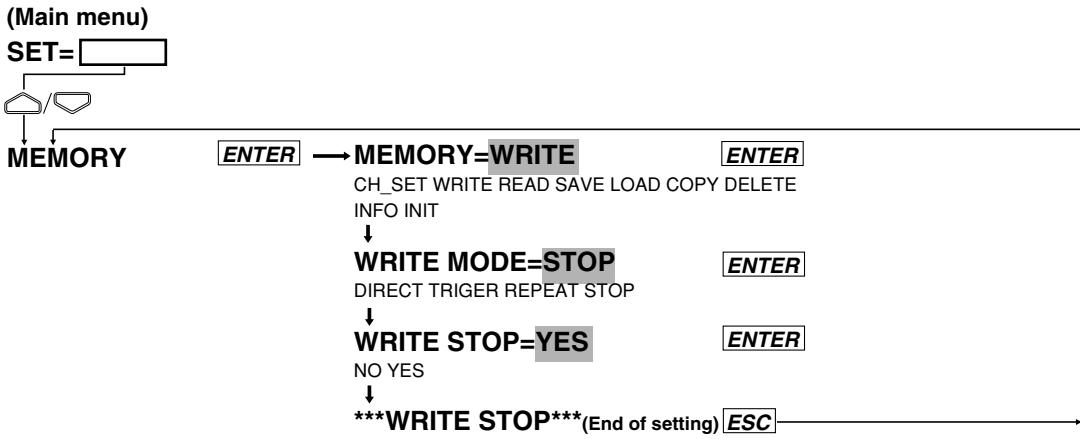 (Main menu)
SET=
/
MEMORY ENTER MEMORY=WRITE ENTER
CH_SET WRITE READ SAVE LOAD COPY DELETE
INFO INIT
WRITE MODE=STOP ENTER
DIRECT TRIGER REPEAT STOP
WRITE STOP=YES ENTER
NO YES
***WRITE STOP***(End of setting) ESC